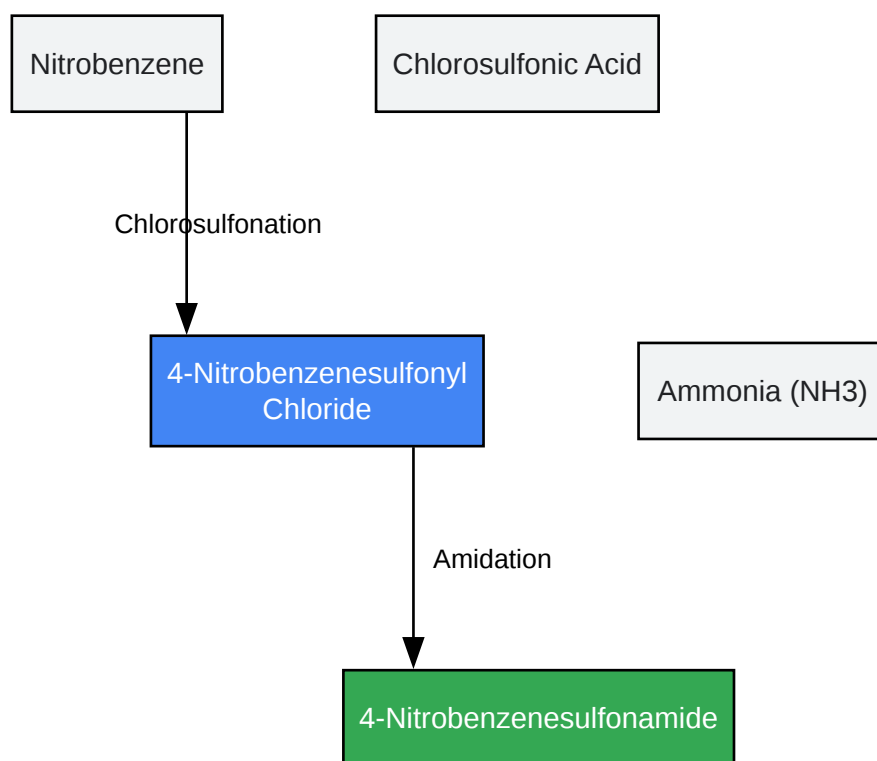 Nitrobenzene
Chlorosulfonic Acid
Chlorosulfonation
4-Nitrobenzenesulfonyl
Chloride
Ammonia (NH3)
Amidation
4-Nitrobenzenesulfonamide